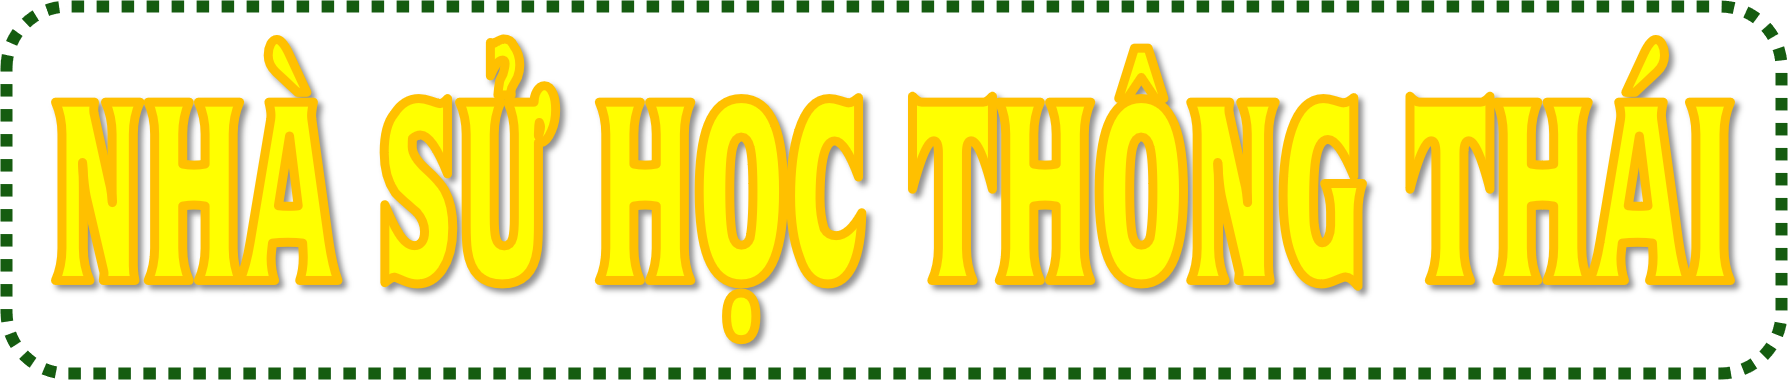 NHÀ SỬ HỌC THÔNG THÁI